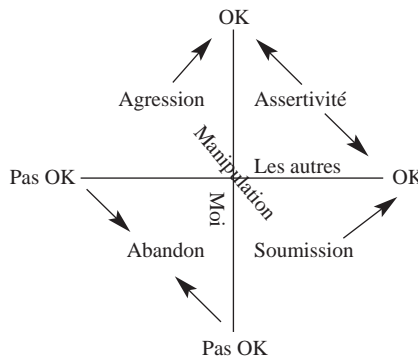 OK
Agression
Assertivité
Manipulation
Les autres
Pas OK
OK
Moi
Abandon
Soumission
Pas OK